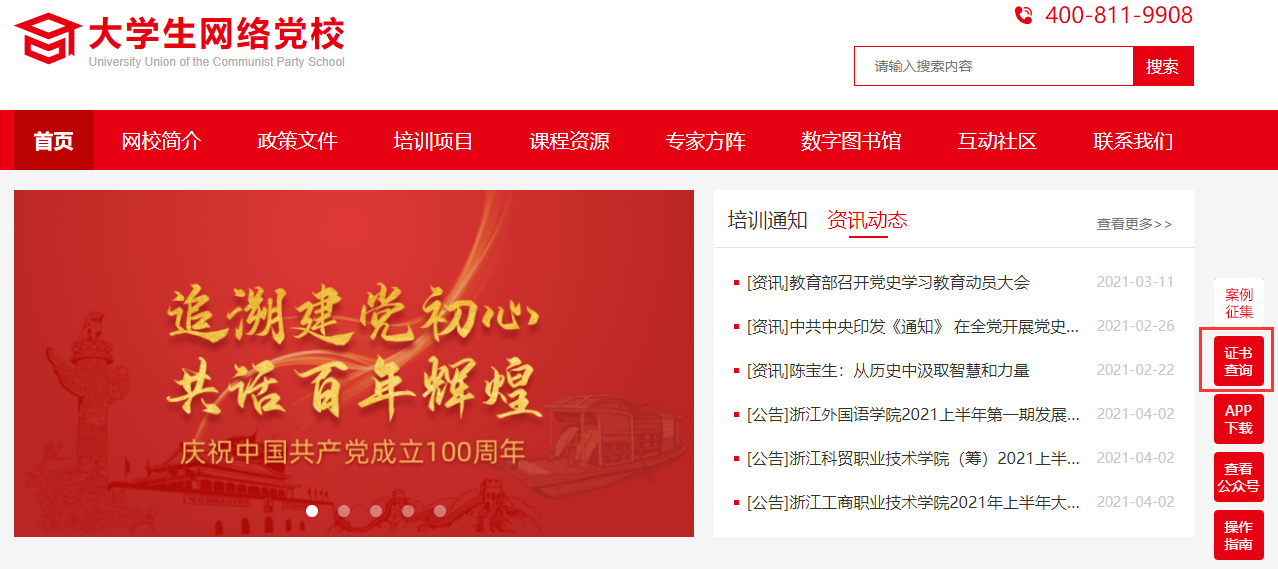 大学生网络党校
University Union of the Communist Party School
400-811-9908
请输入搜索内容 搜索
首页 网校简介 政策文件 培训项目 课程资源 专家方阵 数字图书馆 互动社区 联系我们
追溯建党初心
共话百年辉煌
庆祝中国共产党成立100周年
培训通知 资讯动态 查看更多>>
[资讯]教育部召开党史学习教育动员大会 2021-03-11
[资讯]中共中央印发《通知》 在全党开展党史... 2021-02-26
[资讯]陈宝生：从历史中汲取智慧和力量 2021-02-22
[公告]浙江外国语学院2021上半年第一期发展... 2021-04-02
[公告]浙江科贸职业技术学院（筹）2021上半... 2021-04-02
[公告]浙江工商职业技术学院2021年上半年大... 2021-04-02
案例
征集
证书
查询
APP
下载
查看
公众号
操作
指南